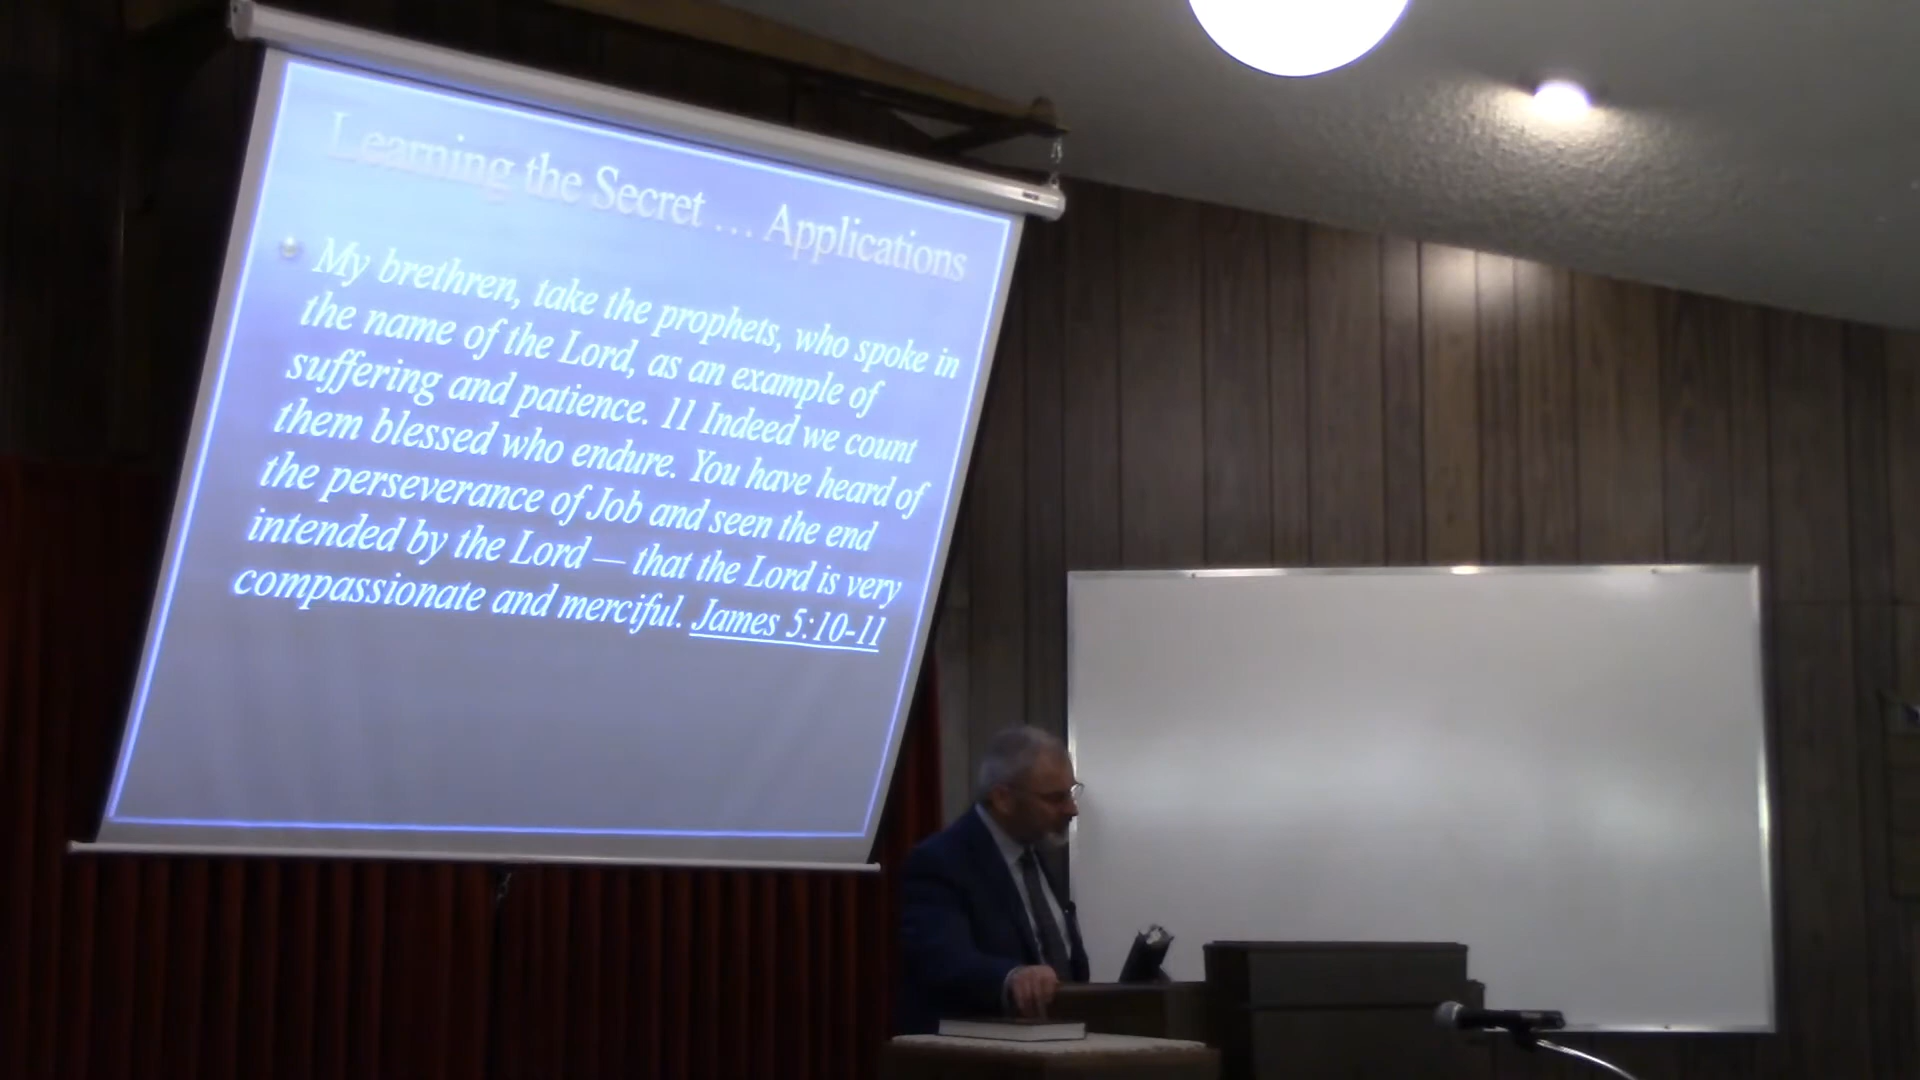 Learning the Secret ... Applications
My brethren, take the prophets, who spoke in
the name of the Lord, as an example of
suffering and patience. 11 Indeed we count
them blessed who endure. You have heard of
the perseverance of Job and seen the end
intended by the Lord — that the Lord is very
compassionate and merciful. James 5:10-11